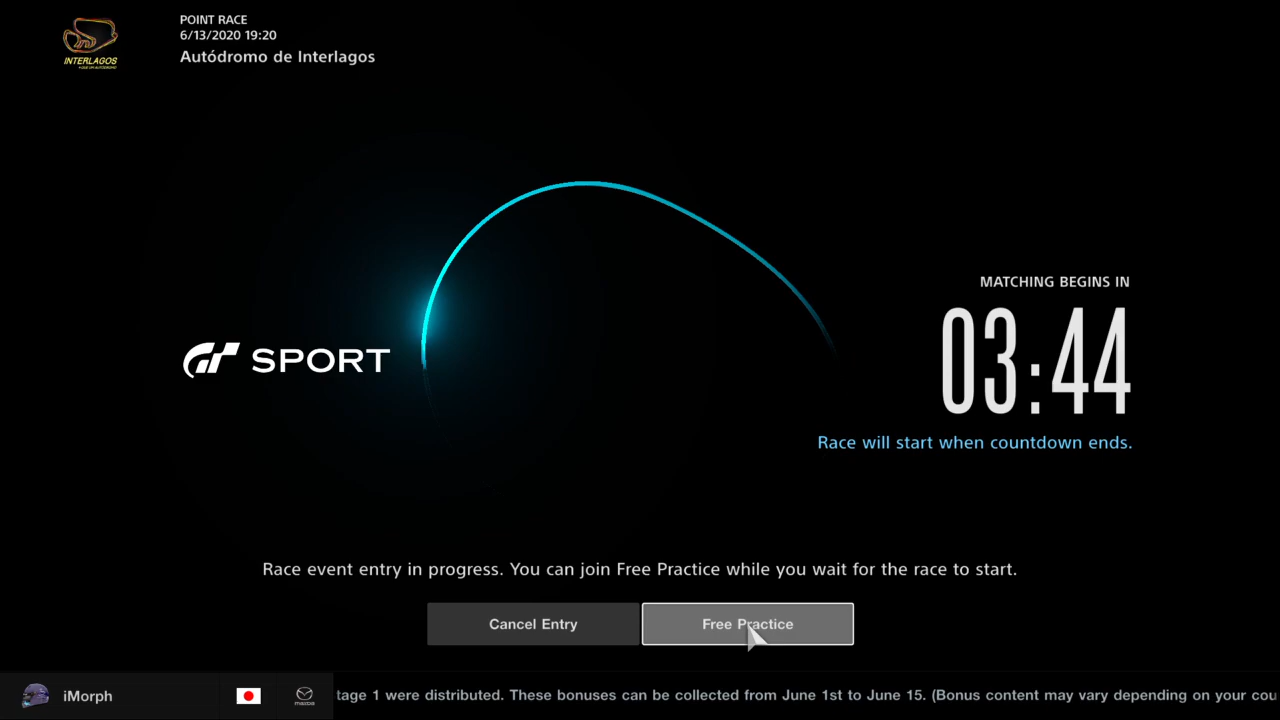 INTERLAGOS
POINT RACE
6/13/2020 19:20
Autódromo de Interlagos
MATCHING BEGINS IN
03:44
GT SPORT
Race will start when countdown ends.
Race event entry in progress. You can join Free Practice while you wait for the race to start.
Cancel Entry
Free Practice
iMorph
mazda
tage 1 were distributed. These bonuses can be collected from June 1st to June 15. (Bonus content may vary depending on your cou